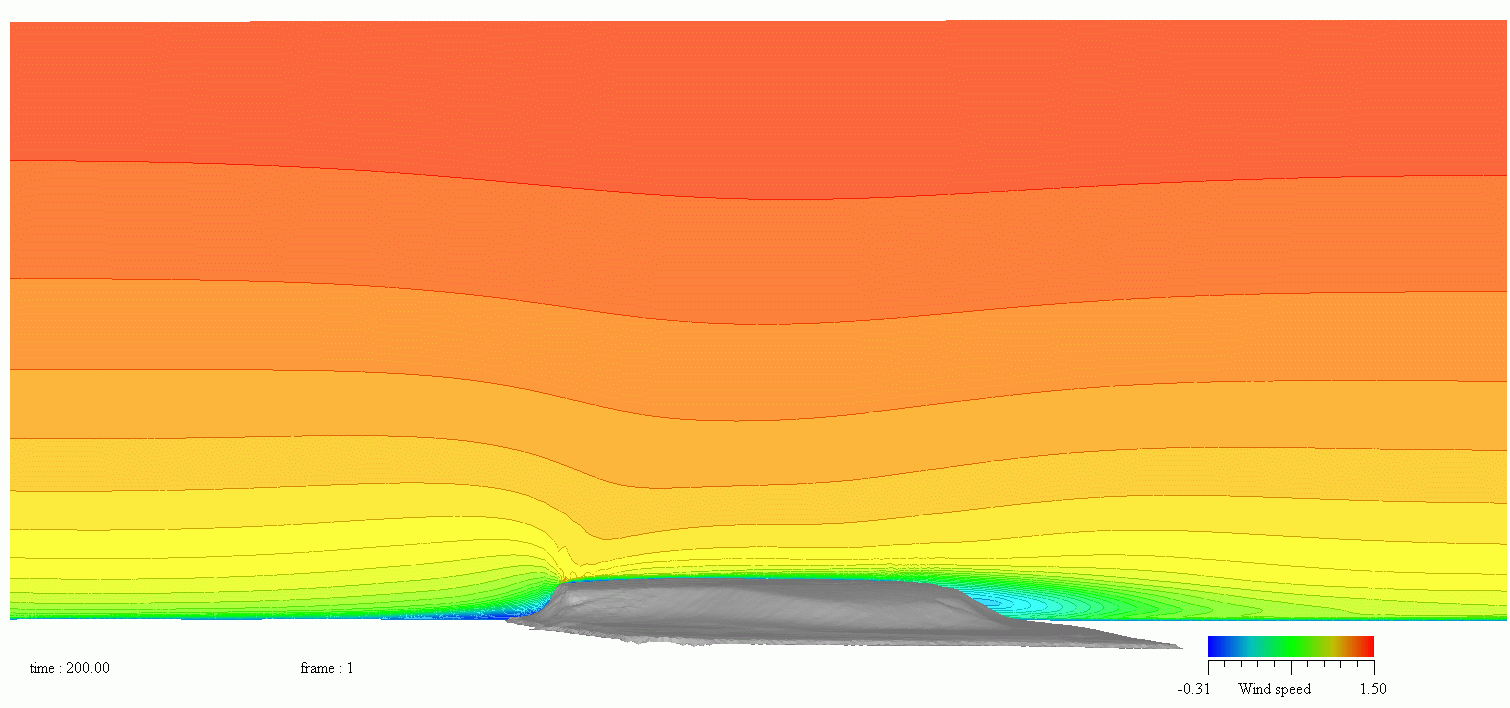 time : 200.00
frame : 1
-0.31 Wind speed 1.50